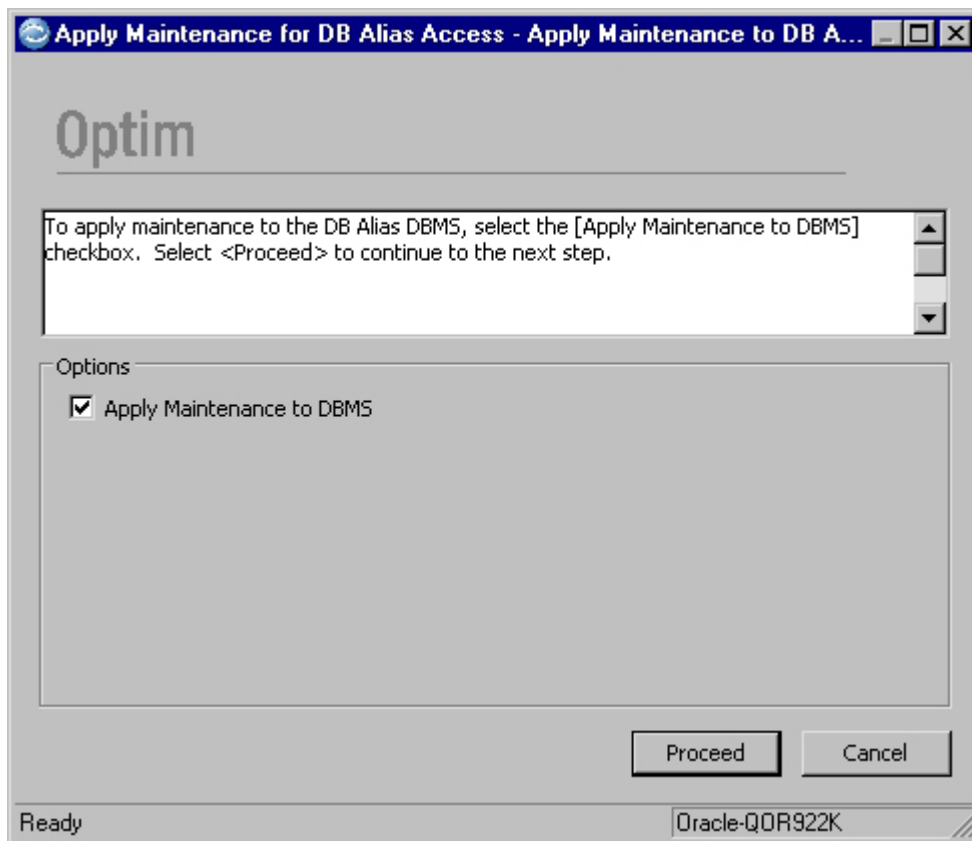 Apply Maintenance for DB Alias Access - Apply Maintenance to DB A...
Optim
To apply maintenance to the DB Alias DBMS, select the [Apply Maintenance to DBMS]
checkbox.  Select <Proceed> to continue to the next step.
Options
Apply Maintenance to DBMS
Proceed
Cancel
Ready
Oracle-QOR922K